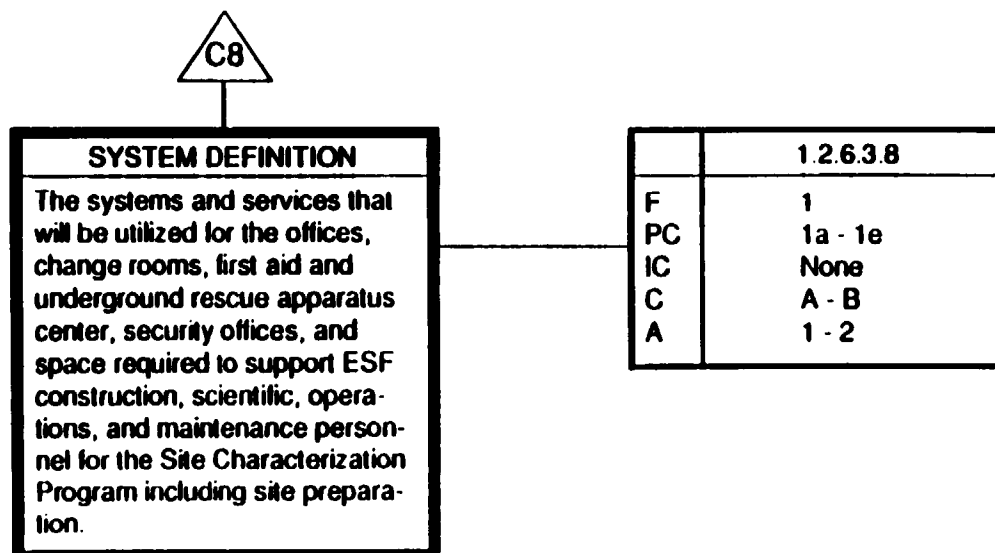 C8
SYSTEM DEFINITION
The systems and services that
will be utilized for the offices,
change rooms, first aid and
underground rescue apparatus
center, security offices, and
space required to support ESF
construction, scientific, opera-
tions, and maintenance person-
nel for the Site Characterization
Program including site prepara-
tion.
1.2.6.3.8
F 1
PC 1a - 1e
IC None
C A - B
A 1 - 2